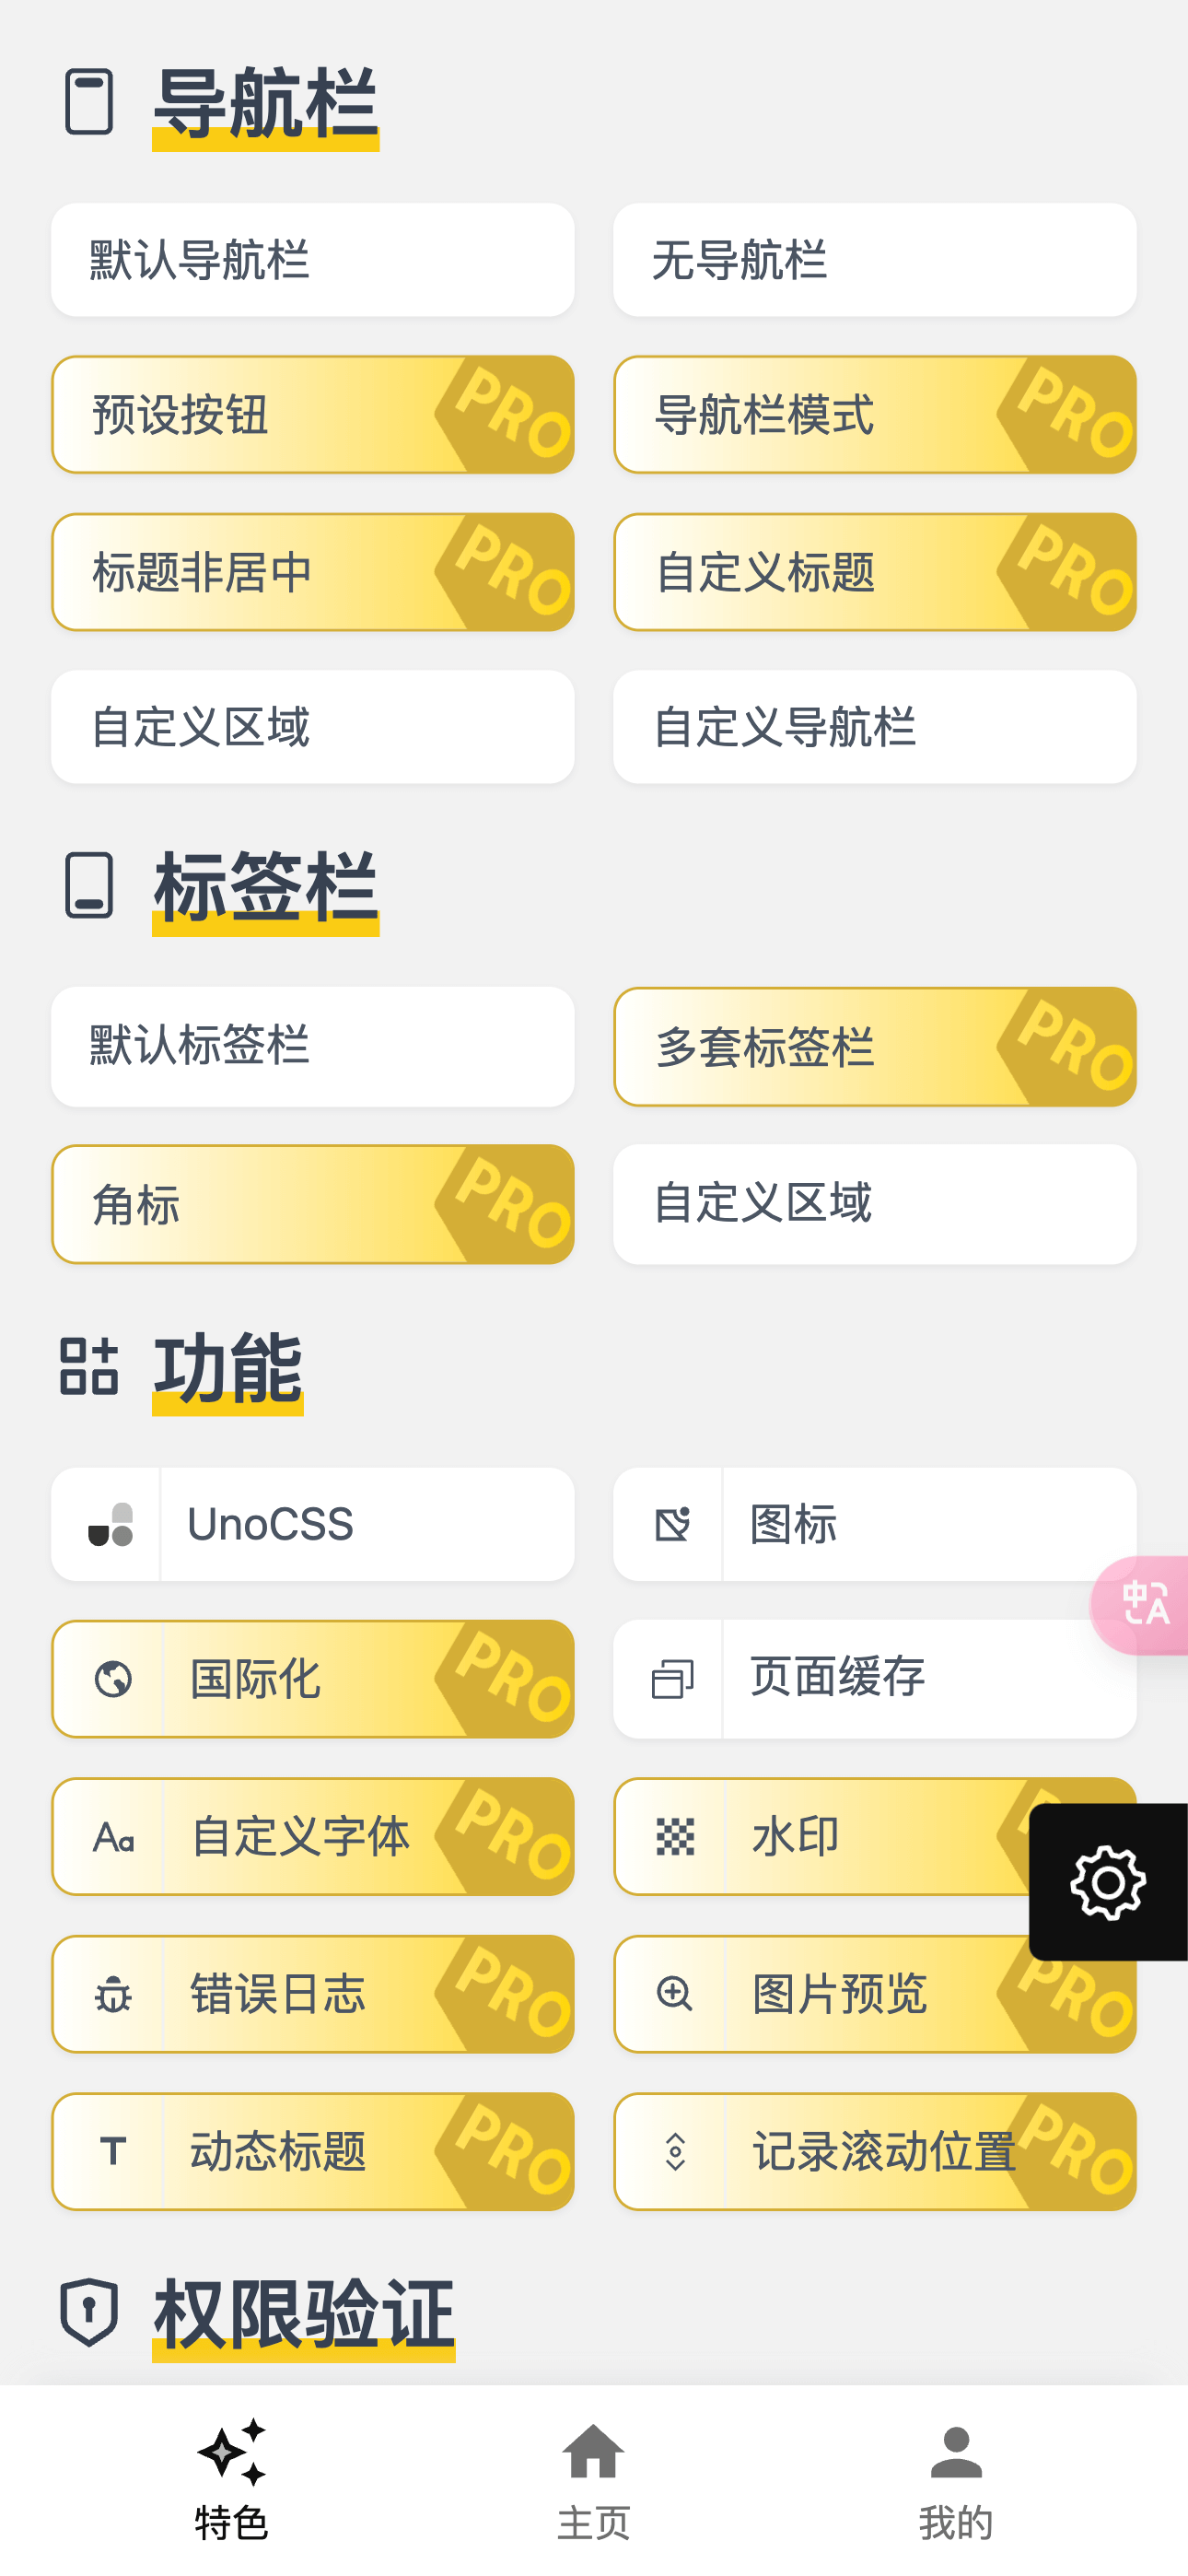 导航栏
默认导航栏
无导航栏
预设按钮
PRO
导航栏模式
PRO
标题非居中
PRO
自定义标题
PRO
自定义区域
自定义导航栏
标签栏
默认标签栏
多套标签栏
PRO
角标
PRO
自定义区域
功能
UnoCSS
图标
中A
国际化
PRO
页面缓存
Aa
自定义字体
PRO
水印
错误日志
PRO
图片预览
PRO
T
动态标题
PRO
记录滚动位置
PRO
权限验证
特色
主页
我的